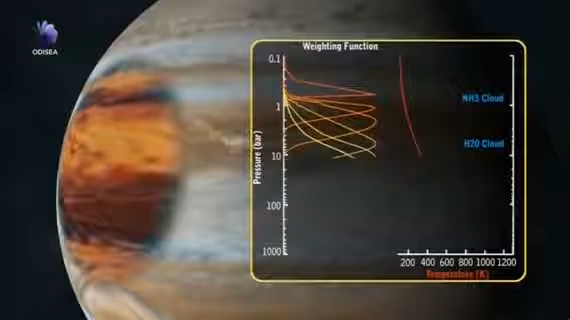 ODISEA
Weighting Function
0.1
1
10
100
1000
Pressure (bar)
NH3 Cloud
H2O Cloud
200 400 600 800 1000 1200
Temperature (K)